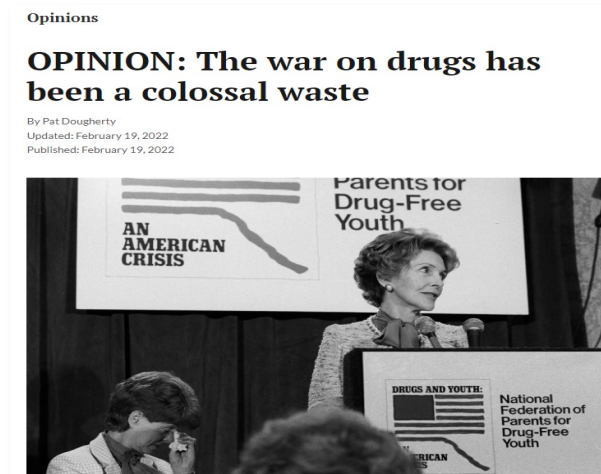 Opinions
OPINION: The war on drugs has
been a colossal waste
By Pat Dougherty
Updated: February 19, 2022
Published: February 19, 2022
Parents for
Drug-Free
Youth
AN
AMERICAN
CRISIS
DRUGS AND YOUTH:
National
Federation of
Parents for
Drug-Free
Youth